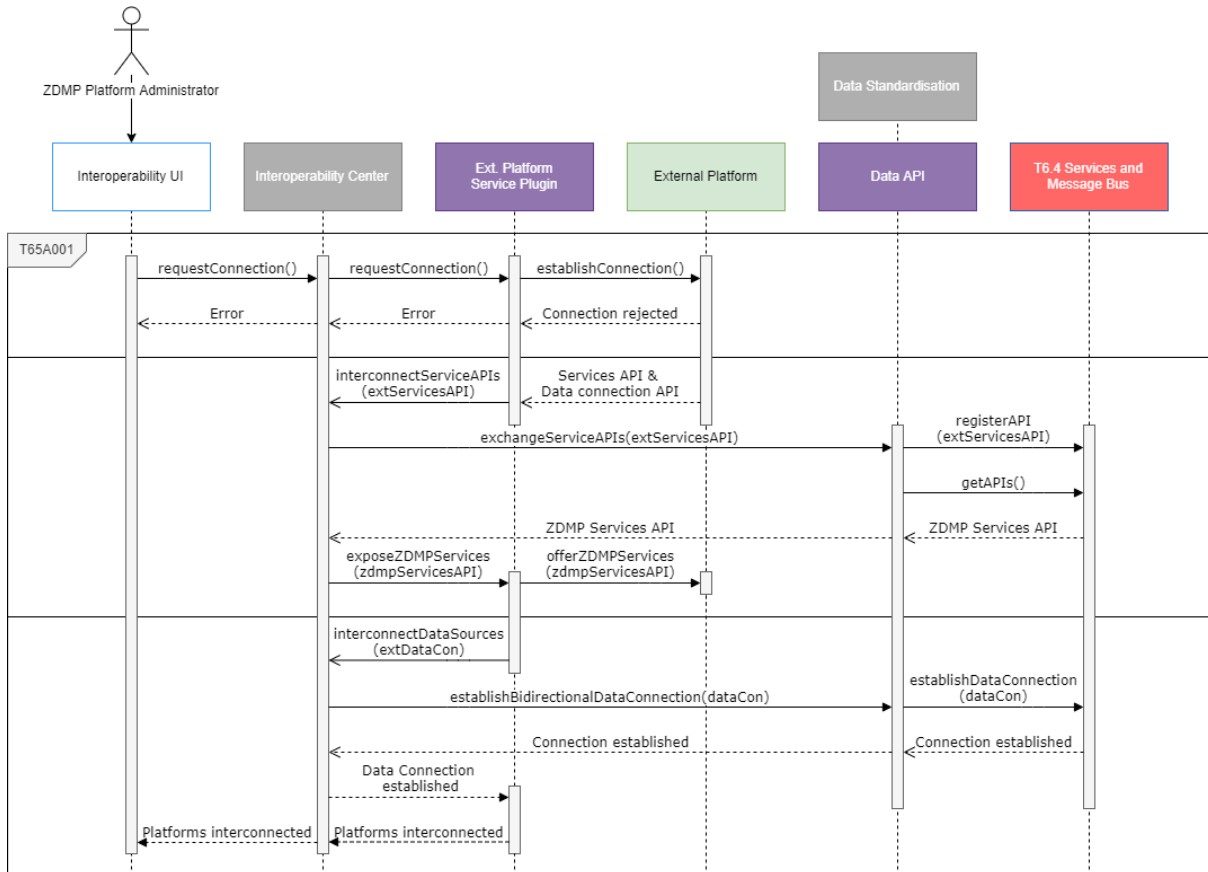 ZDMP Platform Administrator
Data Standardisation
Interoperability UI
Interoperability Center
Ext. Platform
Service Plugin
External Platform
Data API
T6.4 Services and
Message Bus
T65A001
requestConnection()
requestConnection()
establishConnection()
Error
Error
Connection rejected
interconnectServiceAPIs
(extServicesAPI)
Services API &
Data connection API
exchangeServiceAPIs(extServicesAPI)
registerAPI
(extServicesAPI)
getAPIs()
ZDMP Services API
ZDMP Services API
exposeZDMPServices
(zdmpServicesAPI)
offerZDMPServices
(zdmpServicesAPI)
interconnectDataSources
(extDataCon)
establishBidirectionalDataConnection(dataCon)
establishDataConnection
(dataCon)
Connection established
Connection established
Data Connection
established
Platforms interconnected
Platforms interconnected